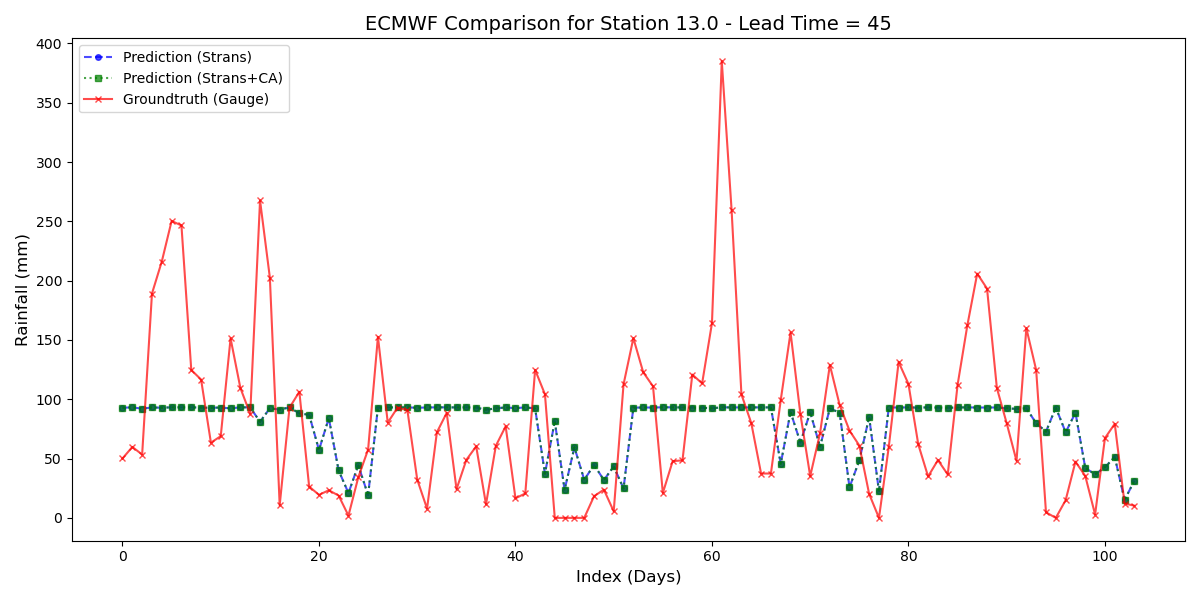 ECMWF Comparison for Station 13.0 - Lead Time = 45
Prediction (Strans)
Prediction (Strans+CA)
Groundtruth (Gauge)
Rainfall (mm)
400
350
300
250
200
150
100
50
0
0 20 40 60 80 100
Index (Days)